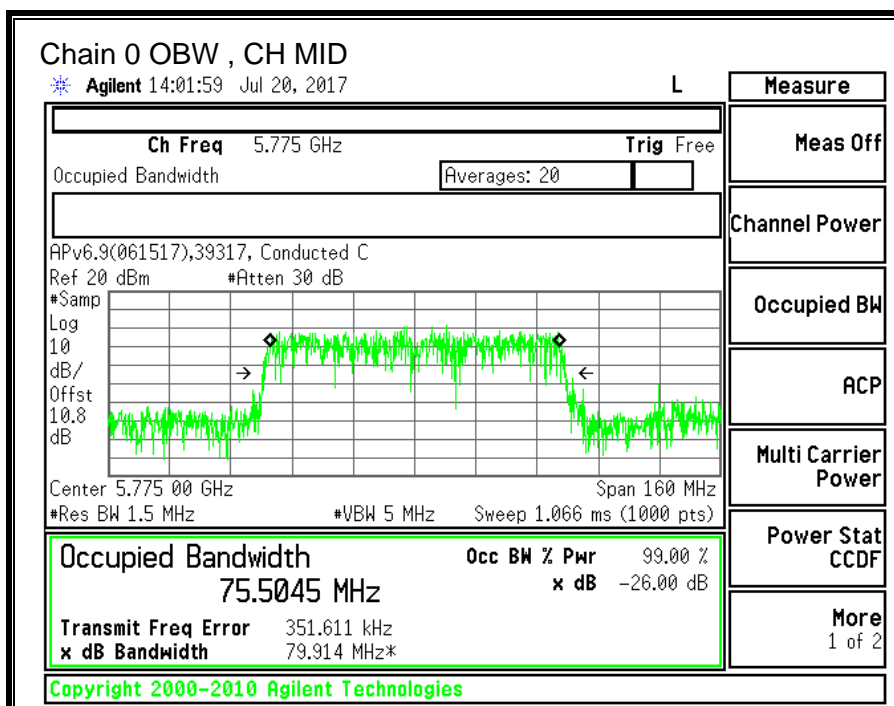 Chain 0 OBW , CH MID
Agilent 14:01:59 Jul 20, 2017 L
Ch Freq 5.775 GHz Trig Free
Occupied Bandwidth Averages: 20
APv6.9(061517),39317, Conducted C
Ref 20 dBm #Atten 30 dB
#Samp
Log
10
dB/
Offst
10.8
dB
Center 5.775 00 GHz Span 160 MHz
#Res BW 1.5 MHz #VBW 5 MHz Sweep 1.066 ms (1000 pts)
Occupied Bandwidth Occ BW % Pwr 99.00 %
75.5045 MHz x dB -26.00 dB
Transmit Freq Error 351.611 kHz
x dB Bandwidth 79.914 MHz*
Copyright 2000-2010 Agilent Technologies
Measure
Meas Off
Channel Power
Occupied BW
ACP
Multi Carrier
Power
Power Stat
CCDF
More
1 of 2